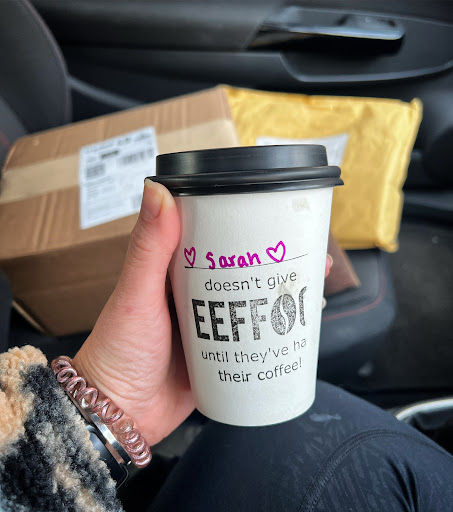 ♡ Sarah ♡
doesn't give
EEFFOC
until they've ha
their coffee!